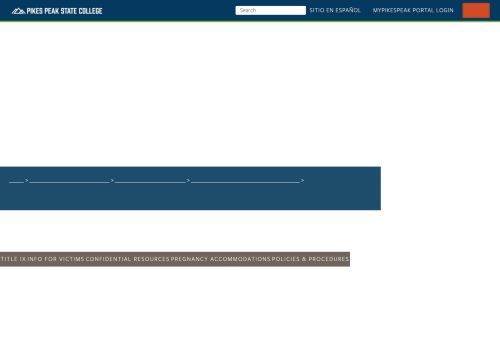 PIKES PEAK STATE COLLEGE
Search
SITIO EN ESPAÑOL
MYPIKESPEAK PORTAL LOGIN
> > > >
TITLE IX INFO FOR VICTIMS CONFIDENTIAL RESOURCES PREGNANCY ACCOMMODATIONS POLICIES & PROCEDURES